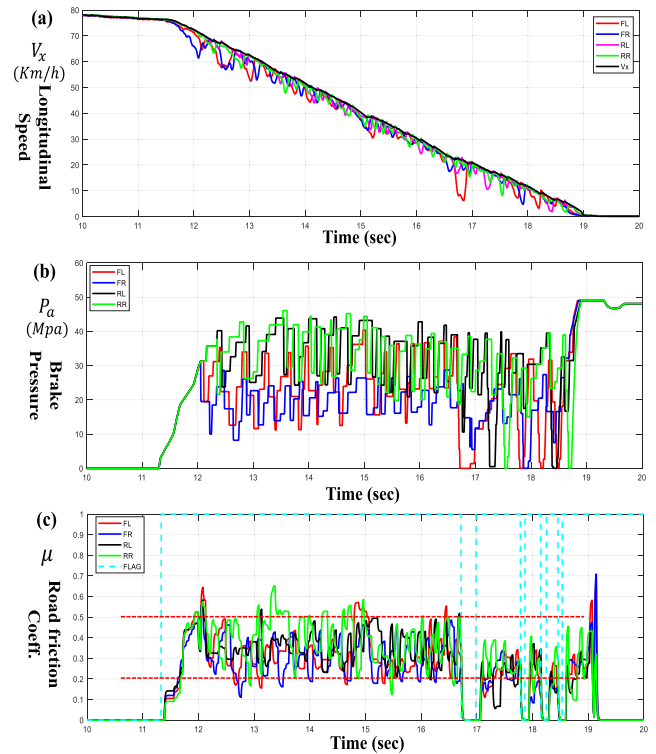 (a)
V_x
(Km/h)
Longitudinal
Speed
80
70
60
50
40
30
20
10
0
FL
FR
RL
RR
Vx
10 11 12 13 14 15 16 17 18 19 20
Time (sec)
(b)
P_a
(Mpa)
Brake
Pressure
60
50
40
30
20
10
0
FL
FR
RL
RR
10 11 12 13 14 15 16 17 18 19 20
Time (sec)
(c)
μ
Road friction
Coeff.
1
0.9
0.8
0.7
0.6
0.5
0.4
0.3
0.2
0.1
0
FL
FR
RL
RR
FLAG
10 11 12 13 14 15 16 17 18 19 20
Time (sec)